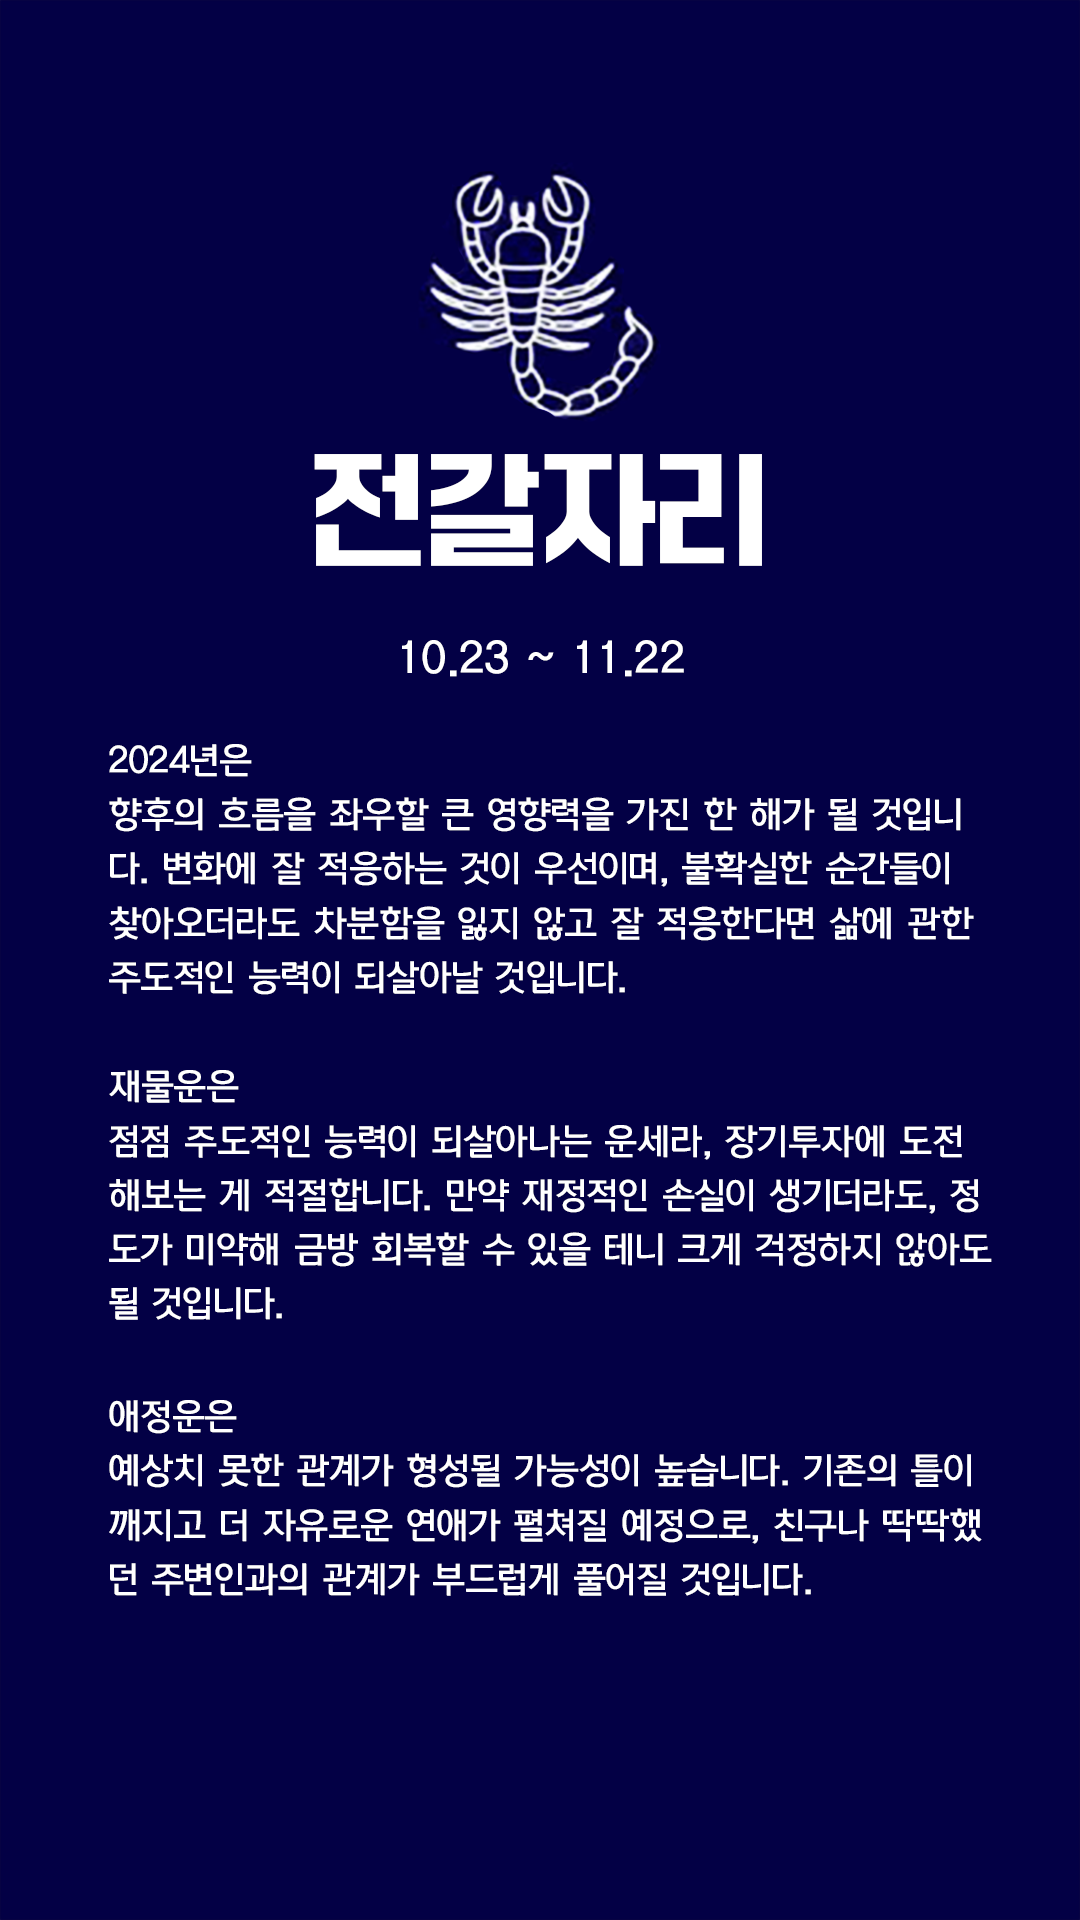 전갈자리
10.23 ~ 11.22
2024년은
향후의 흐름을 좌우할 큰 영향력을 가진 한 해가 될 것입니
다. 변화에 잘 적응하는 것이 우선이며, 불확실한 순간들이
찾아오더라도 차분함을 잃지 않고 잘 적응한다면 삶에 관한
주도적인 능력이 되살아날 것입니다.
재물운은
점점 주도적인 능력이 되살아나는 운세라, 장기투자에 도전
해보는 게 적절합니다. 만약 재정적인 손실이 생기더라도, 정
도가 미약해 금방 회복할 수 있을 테니 크게 걱정하지 않아도
될 것입니다.
애정운은
예상치 못한 관계가 형성될 가능성이 높습니다. 기존의 틀이
깨지고 더 자유로운 연애가 펼쳐질 예정으로, 친구나 딱딱했
던 주변인과의 관계가 부드럽게 풀어질 것입니다.